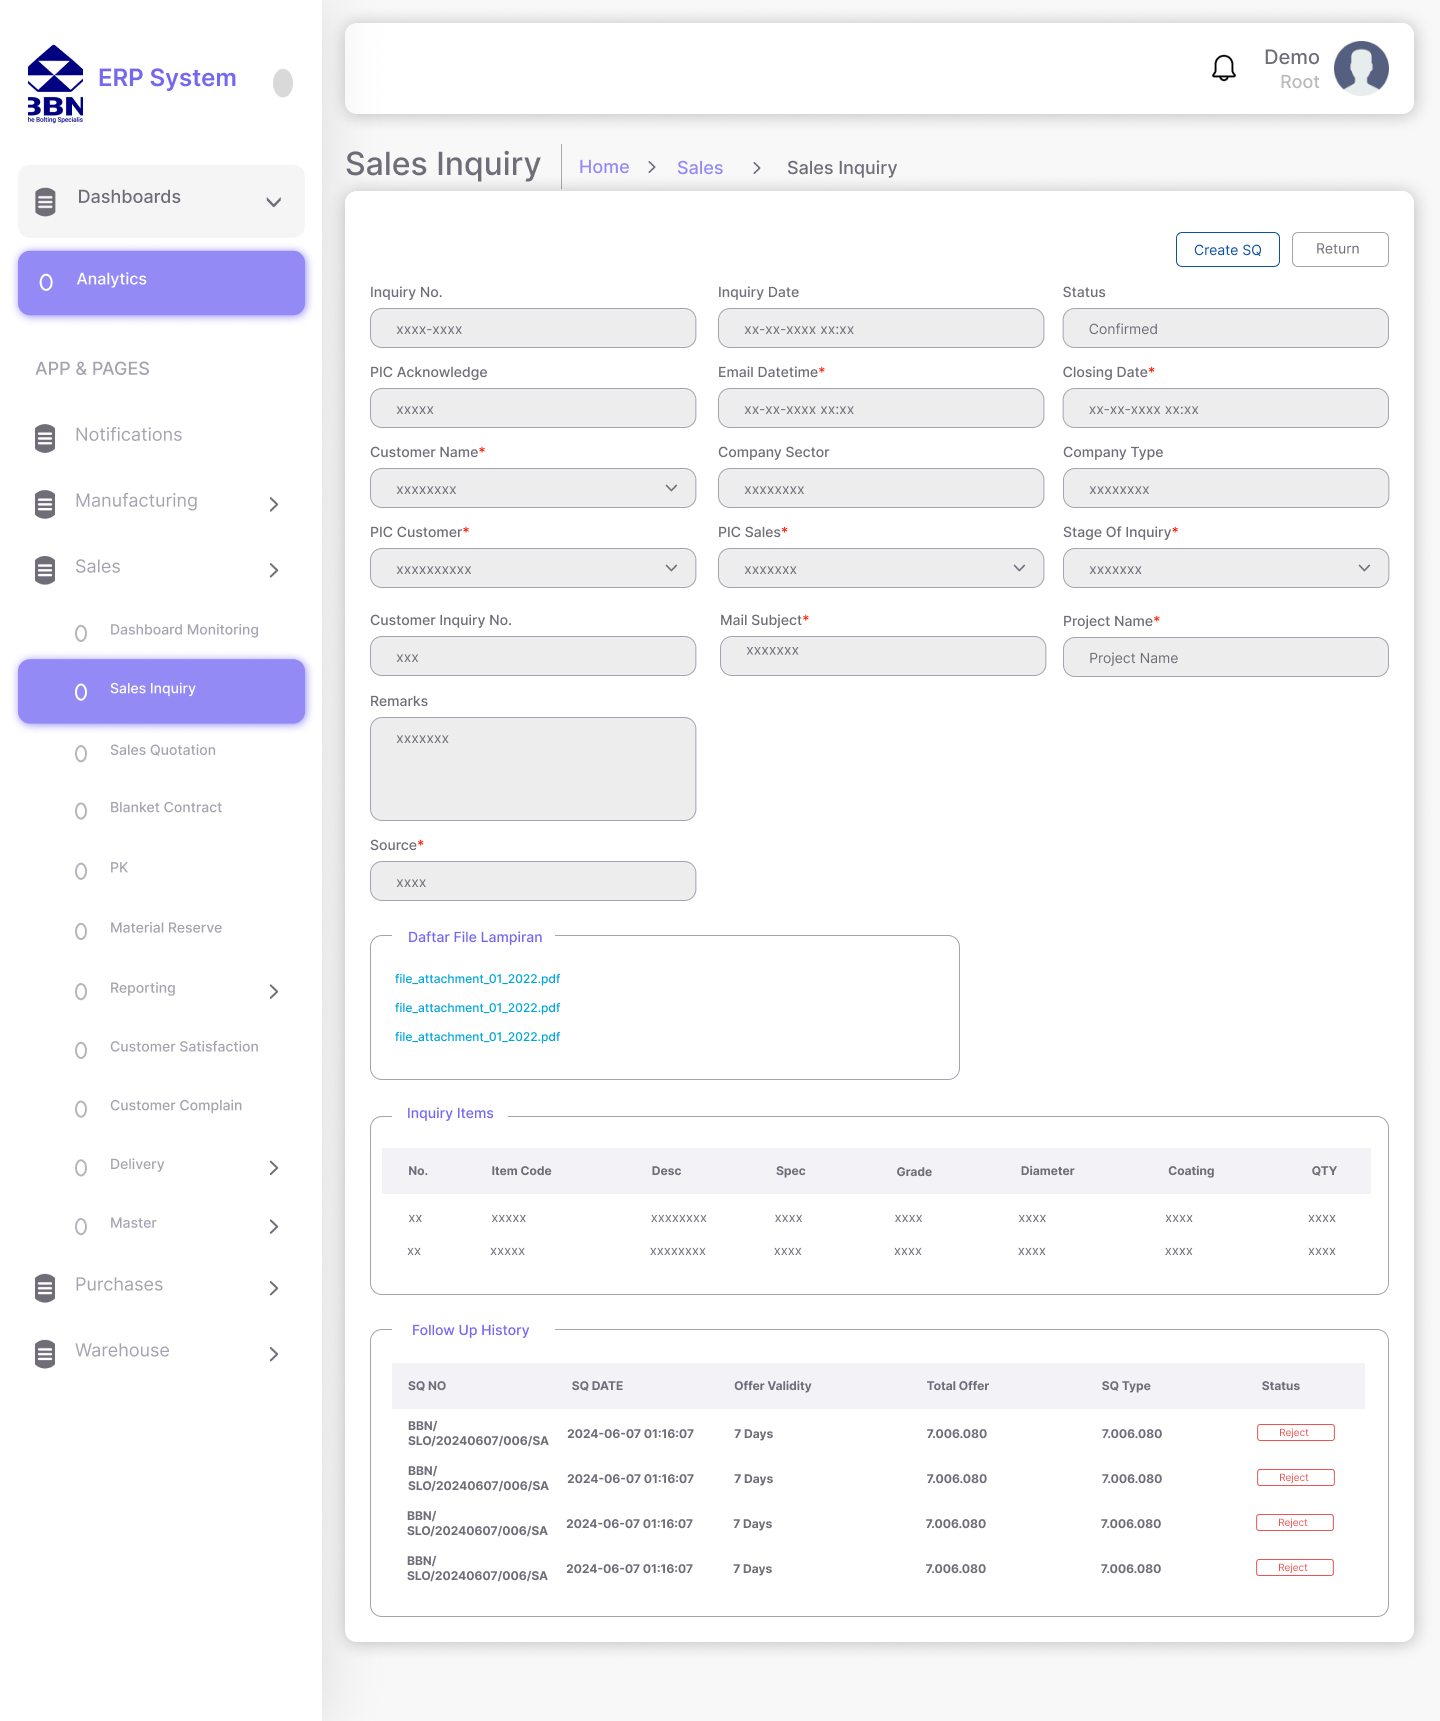 BBN
The Bolting Specialis
ERP System
Dashboards
Analytics
APP & PAGES
Notifications
Manufacturing
Sales
Dashboard Monitoring
Sales Inquiry
Sales Quotation
Blanket Contract
PK
Material Reserve
Reporting
Customer Satisfaction
Customer Complain
Delivery
Master
Purchases
Warehouse
Demo
Root
Sales Inquiry
Home > Sales > Sales Inquiry
Create SQ Return
Inquiry No. Inquiry Date Status
xxxx-xxxx xx-xx-xxxx xx:xx Confirmed
PIC Acknowledge Email Datetime* Closing Date*
xxxxx xx-xx-xxxx xx:xx xx-xx-xxxx xx:xx
Customer Name* Company Sector Company Type
xxxxxxxx xxxxxxxx xxxxxxxx
PIC Customer* PIC Sales* Stage Of Inquiry*
xxxxxxxxxx xxxxxxx xxxxxxx
Customer Inquiry No. Mail Subject* Project Name*
xxx xxxxxxx Project Name
Remarks
xxxxxxx
Source*
xxxx
Daftar File Lampiran
file_attachment_01_2022.pdf
file_attachment_01_2022.pdf
file_attachment_01_2022.pdf
Inquiry Items
No. Item Code Desc Spec Grade Diameter Coating QTY
xx xxxxx xxxxxxxx xxxx xxxx xxxx xxxx xxxx
xx xxxxx xxxxxxxx xxxx xxxx xxxx xxxx xxxx
Follow Up History
SQ NO SQ DATE Offer Validity Total Offer SQ Type Status
BBN/
SLO/20240607/006/SA 2024-06-07 01:16:07 7 Days 7.006.080 7.006.080 Reject
BBN/
SLO/20240607/006/SA 2024-06-07 01:16:07 7 Days 7.006.080 7.006.080 Reject
BBN/
SLO/20240607/006/SA 2024-06-07 01:16:07 7 Days 7.006.080 7.006.080 Reject
BBN/
SLO/20240607/006/SA 2024-06-07 01:16:07 7 Days 7.006.080 7.006.080 Reject